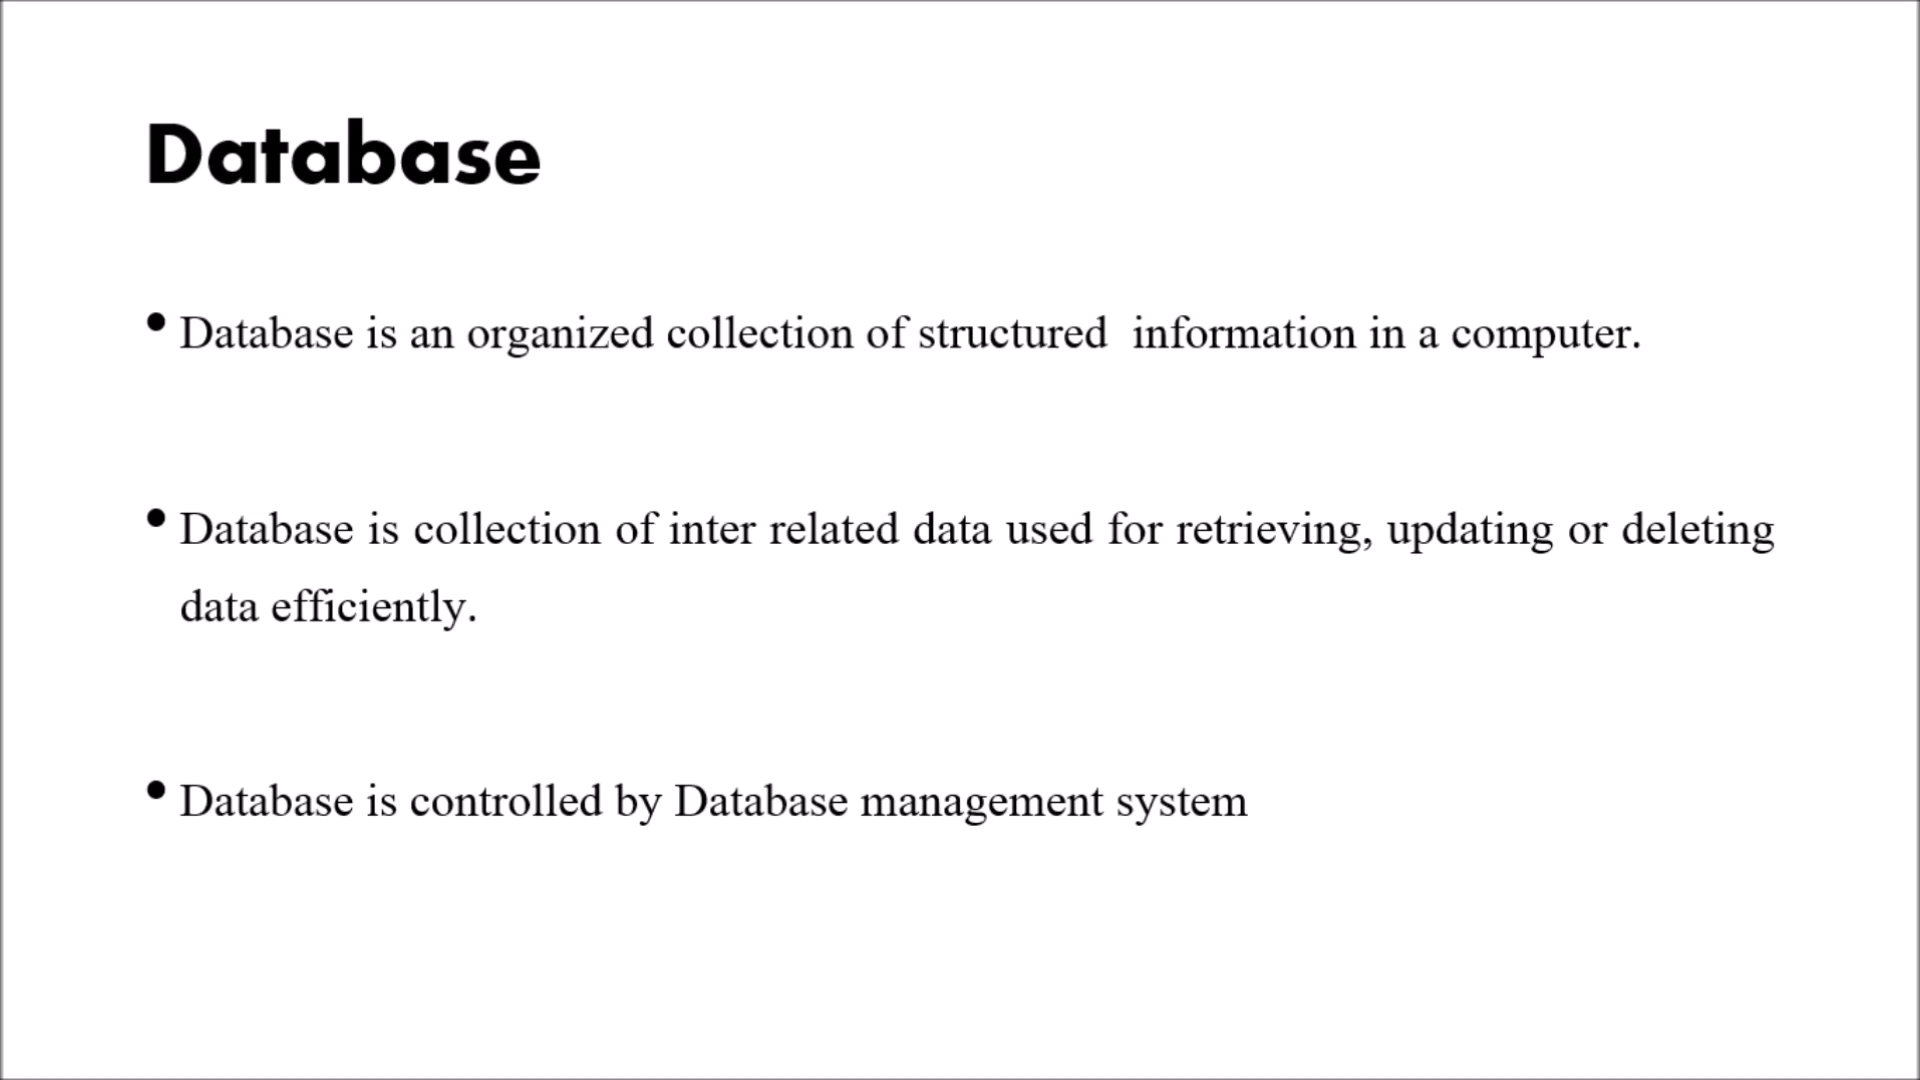 Database
• Database is an organized collection of structured  information in a computer.
• Database is collection of inter related data used for retrieving, updating or deleting
data efficiently.
• Database is controlled by Database management system